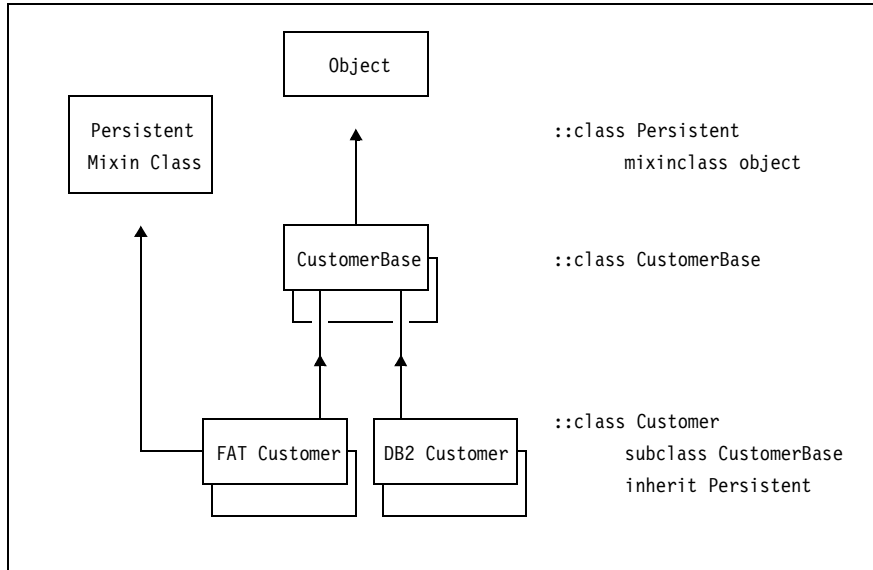 Object
Persistent
Mixin Class
::class Persistent
mixinclass object
CustomerBase
::class CustomerBase
FAT Customer
DB2 Customer
::class Customer
subclass CustomerBase
inherit Persistent